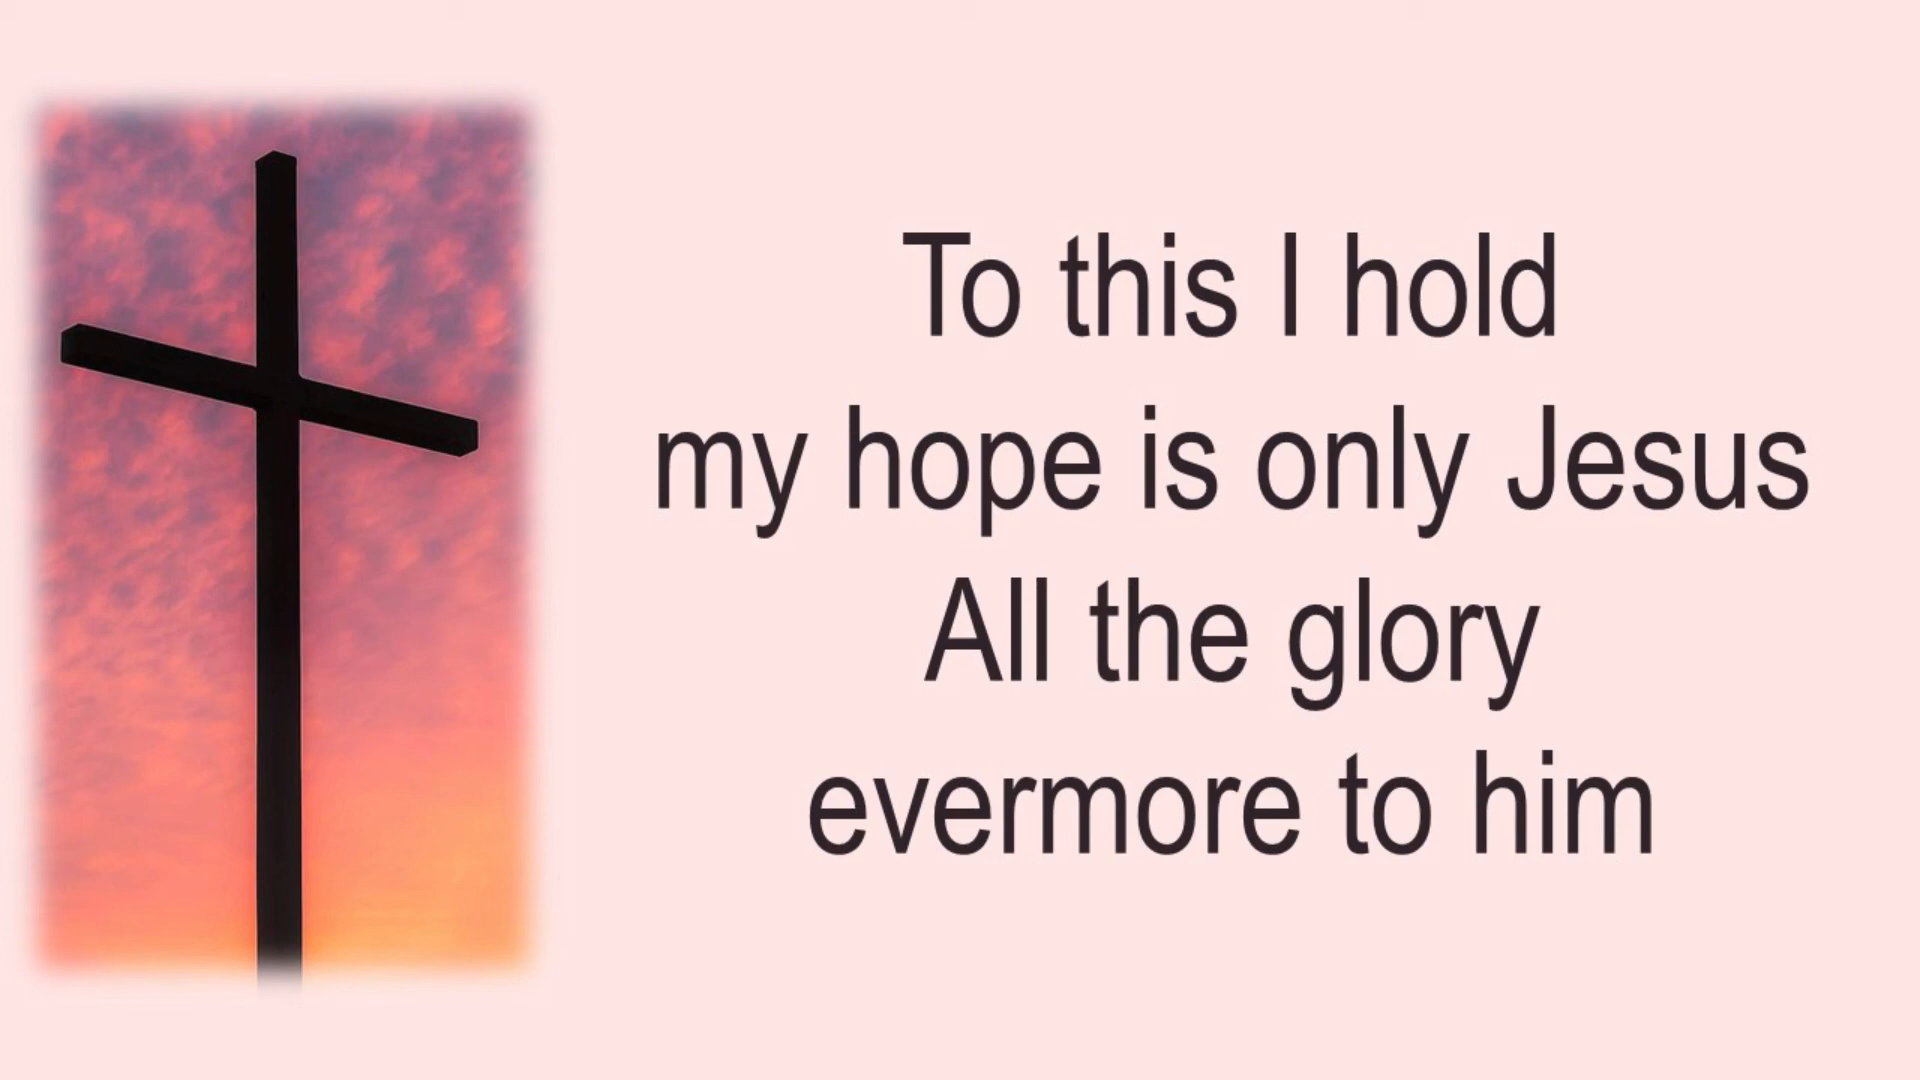 To this I hold
my hope is only Jesus
All the glory
evermore to him